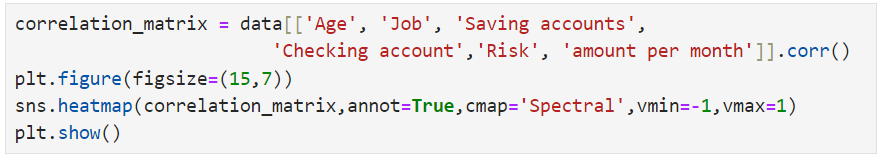 correlation_matrix = data[['Age', 'Job', 'Saving accounts',
'Checking account','Risk', 'amount per month']].corr()
plt.figure(figsize=(15,7))
sns.heatmap(correlation_matrix,annot=True,cmap='Spectral',vmin=-1,vmax=1)
plt.show()